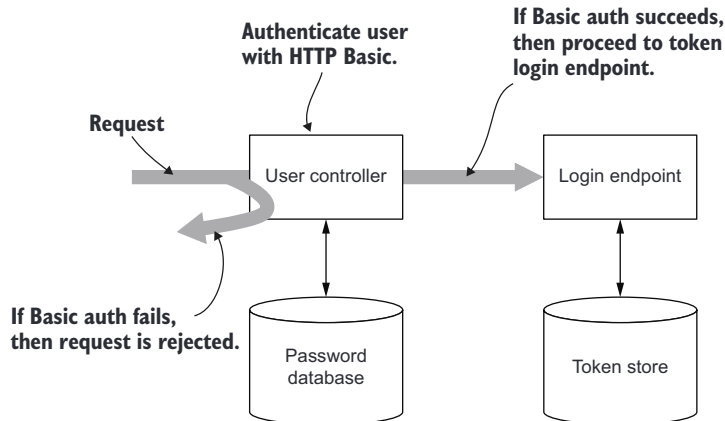 Authenticate user
with HTTP Basic.
If Basic auth succeeds,
then proceed to token
login endpoint.
Request
User controller
Login endpoint
If Basic auth fails,
then request is rejected.
Password
database
Token store